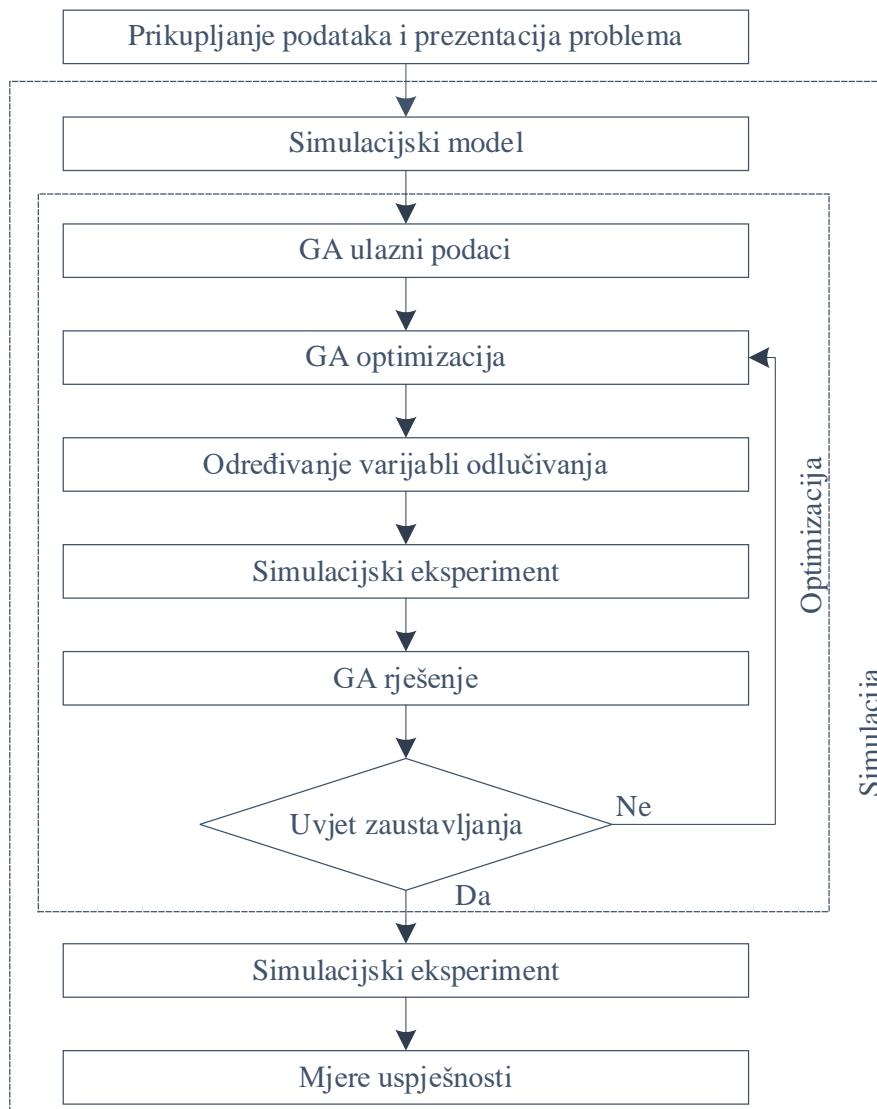 Prikupljanje podataka i prezentacija problema
Simulacijski model
GA ulazni podaci
GA optimizacija
Određivanje varijabli odlučivanja
Simulacijski eksperiment
GA rješenje
Uvjet zaustavljanja
Ne
Da
Optimizacija
Simulacija
Simulacijski eksperiment
Mjere uspješnosti